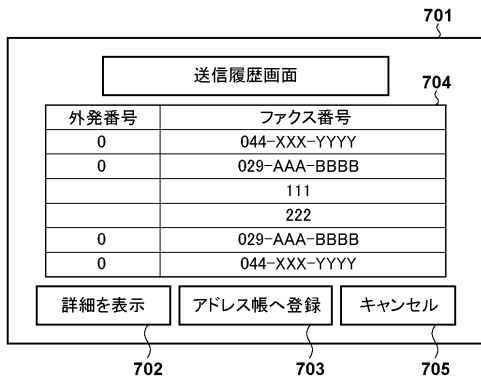 701
送信履歴画面
704
外発番号 ファクス番号
0 044-XXX-YYYY
0 029-AAA-BBBB
111
222
0 029-AAA-BBBB
0 044-XXX-YYYY
詳細を表示 アドレス帳へ登録 キャンセル
702 703 705